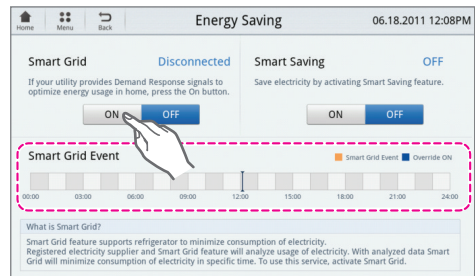 Home
Menu
Back
Energy Saving
06.18.2011 12:08PM
Smart Grid
Disconnected
If your utility provides Demand Response signals to
optimize energy usage in home, press the On button.
ON
OFF
Smart Saving
OFF
Save electricity by activating Smart Saving feature.
ON
OFF
Smart Grid Event
Smart Grid Event
Override ON
00:00
03:00
06:00
09:00
12:00
15:00
18:00
21:00
24:00
What is Smart Grid?
Smart Grid feature supports refrigerator to minimize consumption of electricity.
Registered electricity supplier and Smart Grid feature will analyze usage of electricity. With analyzed data Smart
Grid will minimize consumption of electricity in specific time. To use this service, activate Smart Grid.